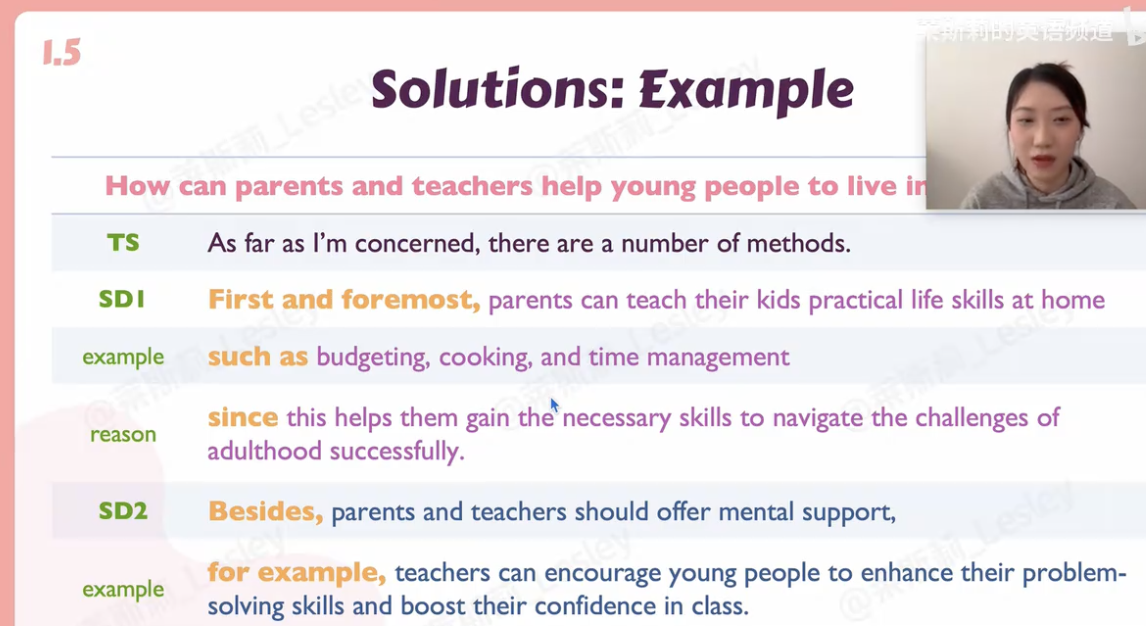 莱斯莉的英语频道
1.5
Solutions: Example
How can parents and teachers help young people to live in
TS As far as I'm concerned, there are a number of methods.
SD1 First and foremost, parents can teach their kids practical life skills at home
example such as budgeting, cooking, and time management
reason since this helps them gain the necessary skills to navigate the challenges of
adulthood successfully.
SD2 Besides, parents and teachers should offer mental support,
example for example, teachers can encourage young people to enhance their problem-
solving skills and boost their confidence in class.
@莱斯莉_Lesley